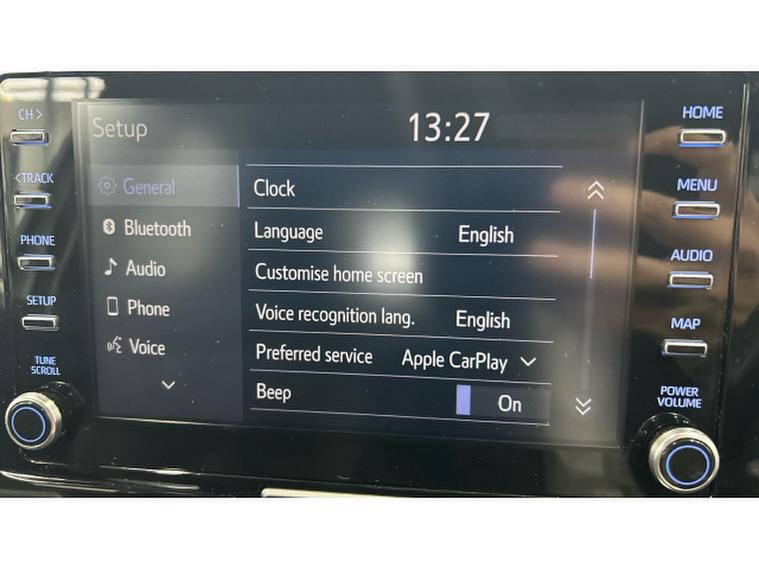 CH >
< TRACK
PHONE
SETUP
TUNE
SCROLL
Setup
13:27
General
Bluetooth
Audio
Phone
Voice
Clock
Language English
Customise home screen
Voice recognition lang. English
Preferred service Apple CarPlay
Beep On
HOME
MENU
AUDIO
MAP
POWER
VOLUME